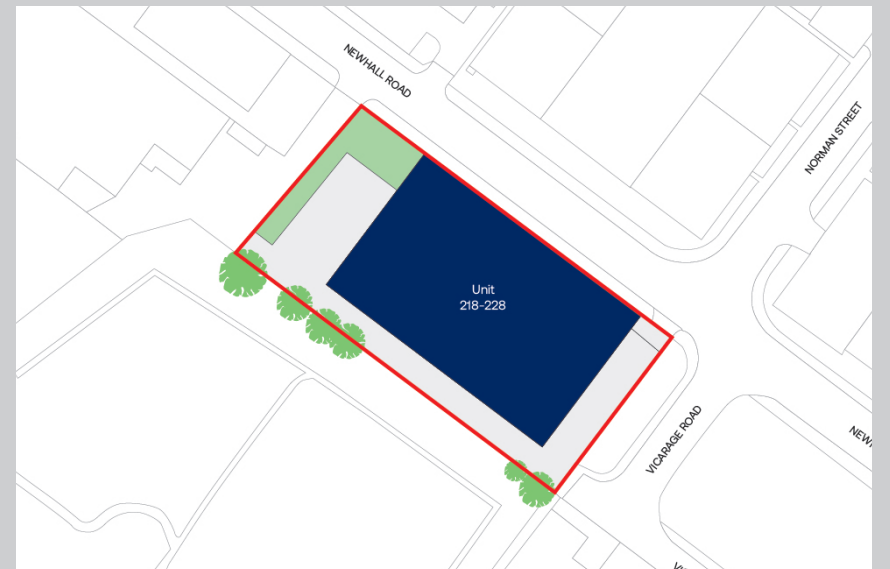 NEWHALL ROAD
NORMAN STREET
Unit
218-228
VICARAGE ROAD